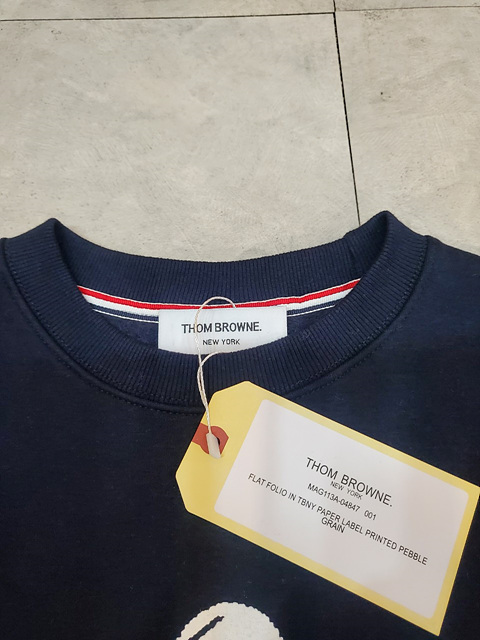 THOM BROWNE.
NEW YORK
THOM BROWNE.
NEW YORK
MAG113A-04847 001
FLAT FOLIO IN TBNY PAPER LABEL PRINTED PEBBLE
GRAIN